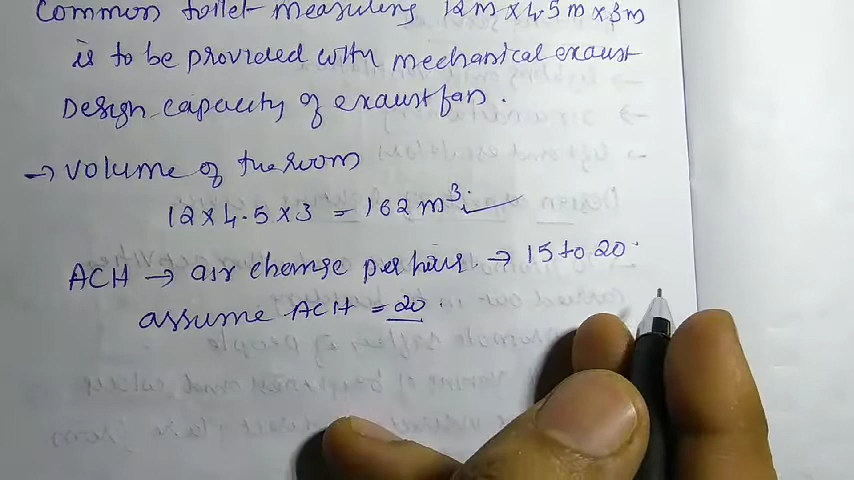 Common toilet measuring 12m x 4.5m x 3m
is to be provided with mechanical exaust
Design capacity of exaust fan.
→ volume of the room
12 x 4.5 x 3 = 162 m³.
ACH → air change per hour → 15 to 20.
assume ACH = 20.